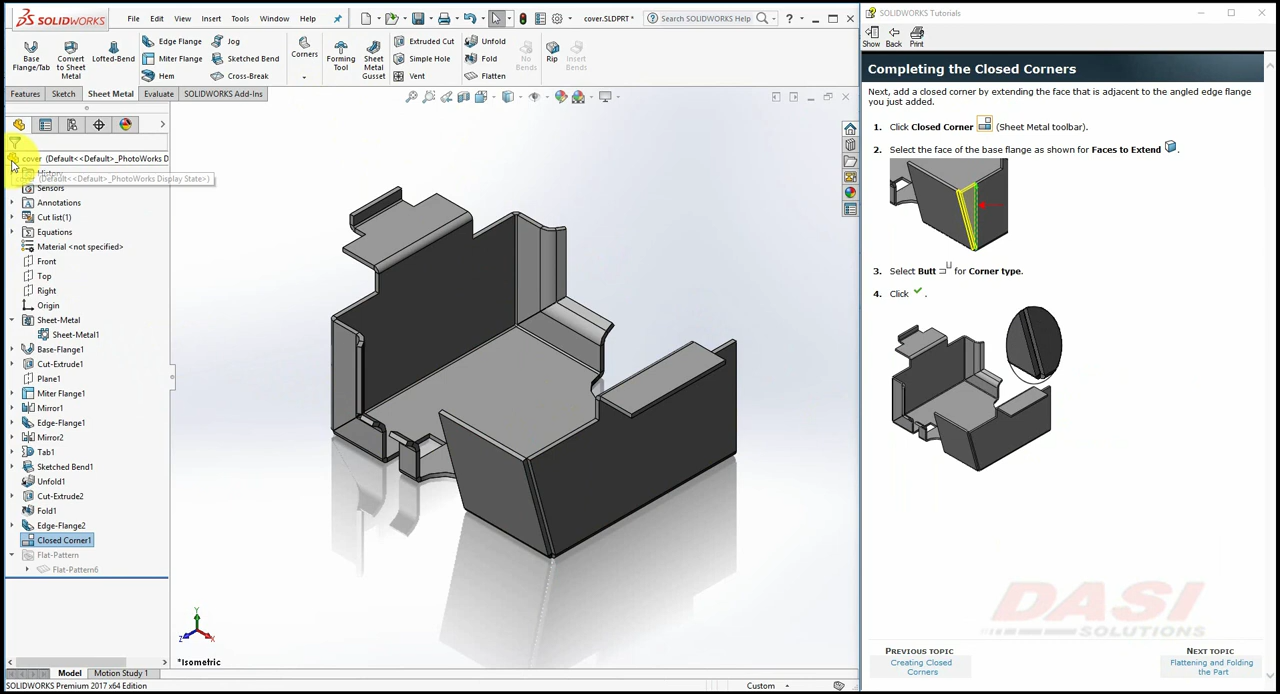 SOLIDWORKS
File
Edit
View
Insert
Tools
Window
Help
cover.SLDPRT *
Search SOLIDWORKS Help
Base
Flange/Tab
Convert
to Sheet
Metal
Lofted-Bend
Edge Flange
Miter Flange
Hem
Jog
Sketched Bend
Cross-Break
Corners
Forming
Tool
Sheet
Metal
Gusset
Extruded Cut
Simple Hole
Vent
Unfold
Fold
Flatten
No
Bends
Rip
Insert
Bends
Features
Sketch
Sheet Metal
Evaluate
SOLIDWORKS Add-Ins
cover (Default<<Default>_PhotoWorks D
History
cover (Default<<Default>_PhotoWorks Display State>)
Sensors
Annotations
Cut list(1)
Equations
Material <not specified>
Front
Top
Right
Origin
Sheet-Metal
Sheet-Metal1
Base-Flange1
Cut-Extrude1
Plane1
Miter Flange1
Mirror1
Edge-Flange1
Mirror2
Tab1
Sketched Bend1
Unfold1
Cut-Extrude2
Fold1
Edge-Flange2
Closed Corner1
Flat-Pattern
Flat-Pattern6
Y
Z
X
*Isometric
Model
Motion Study 1
SOLIDWORKS Premium 2017 x64 Edition
Custom
SOLIDWORKS Tutorials
Show
Back
Print
Completing the Closed Corners
Next, add a closed corner by extending the face that is adjacent to the angled edge flange
you just added.
1. Click Closed Corner (Sheet Metal toolbar).
2. Select the face of the base flange as shown for Faces to Extend .
3. Select Butt for Corner type.
4. Click .
DASI
SOLUTIONS
PREVIOUS TOPIC
Creating Closed
Corners
NEXT TOPIC
Flattening and Folding
the Part